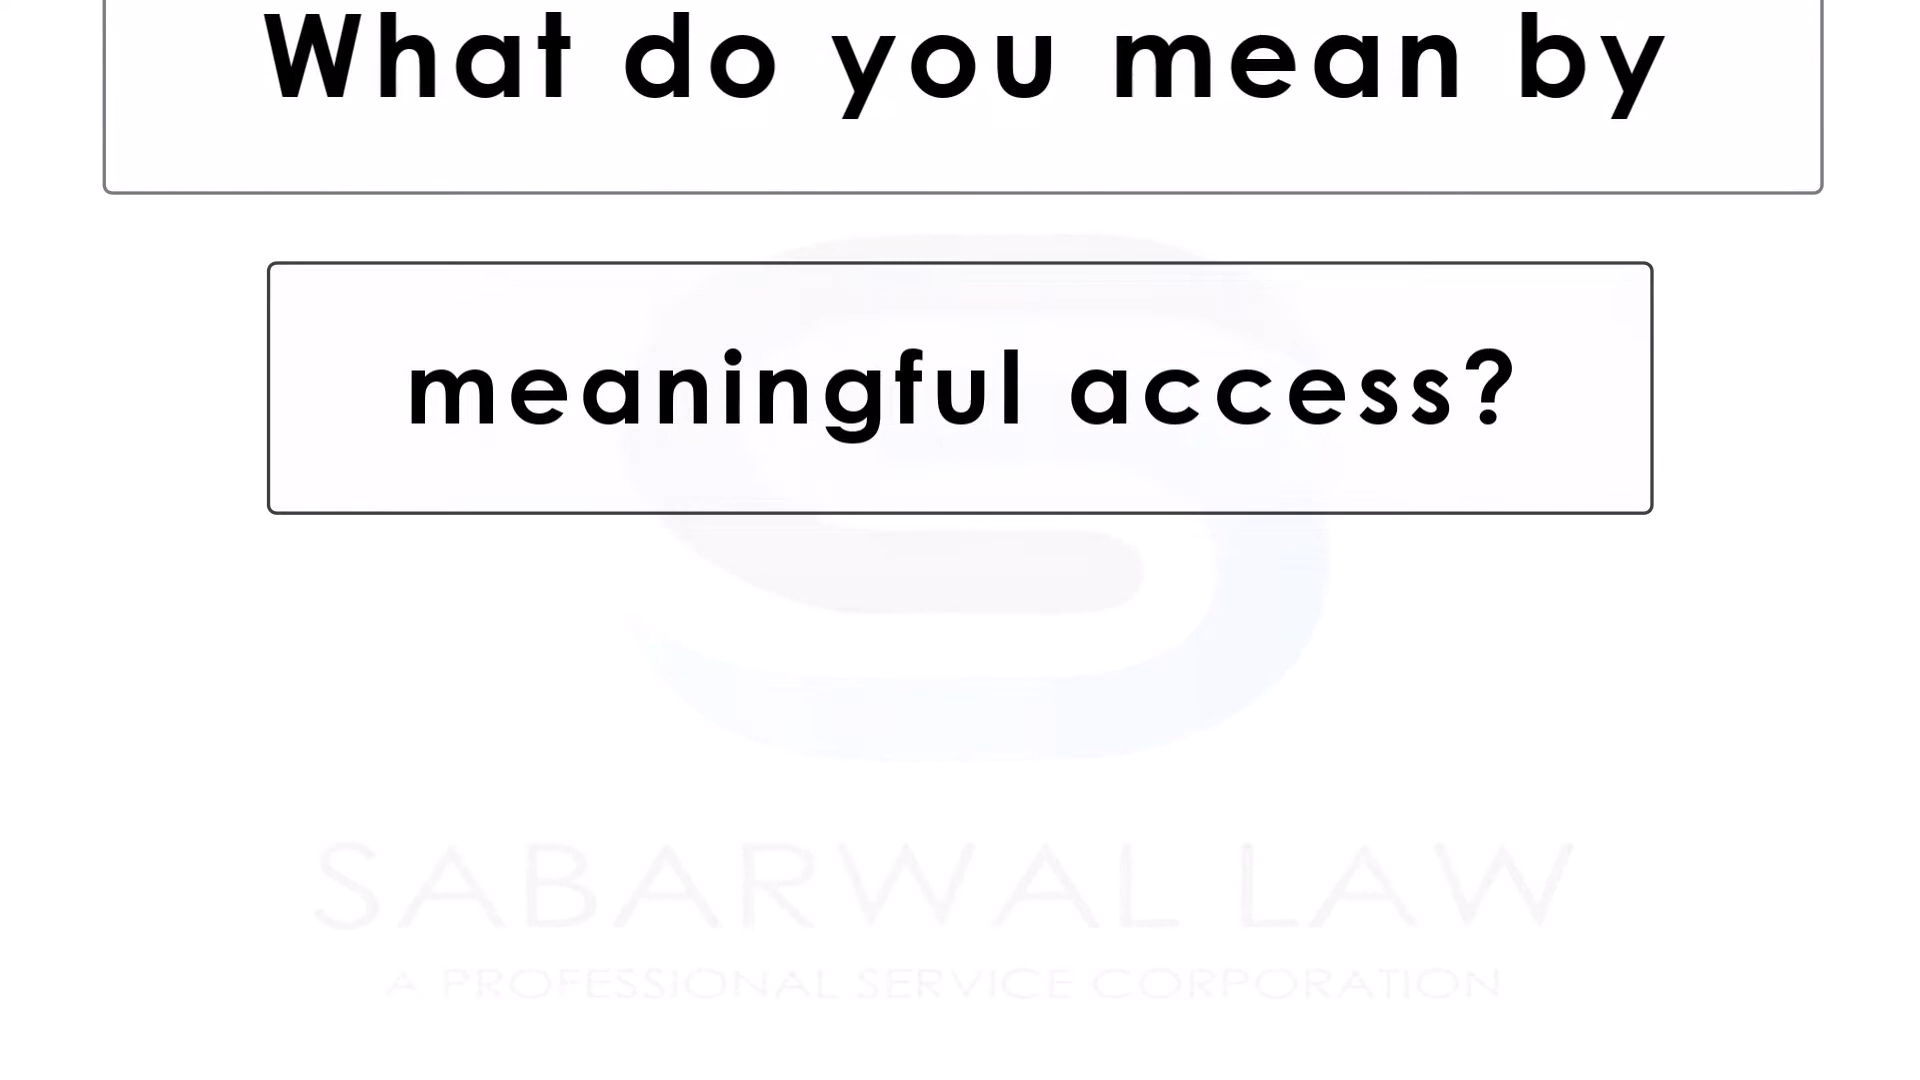 What do you mean by
meaningful access?
SABARWAL LAW
A PROFESSIONAL SERVICE CORPORATION